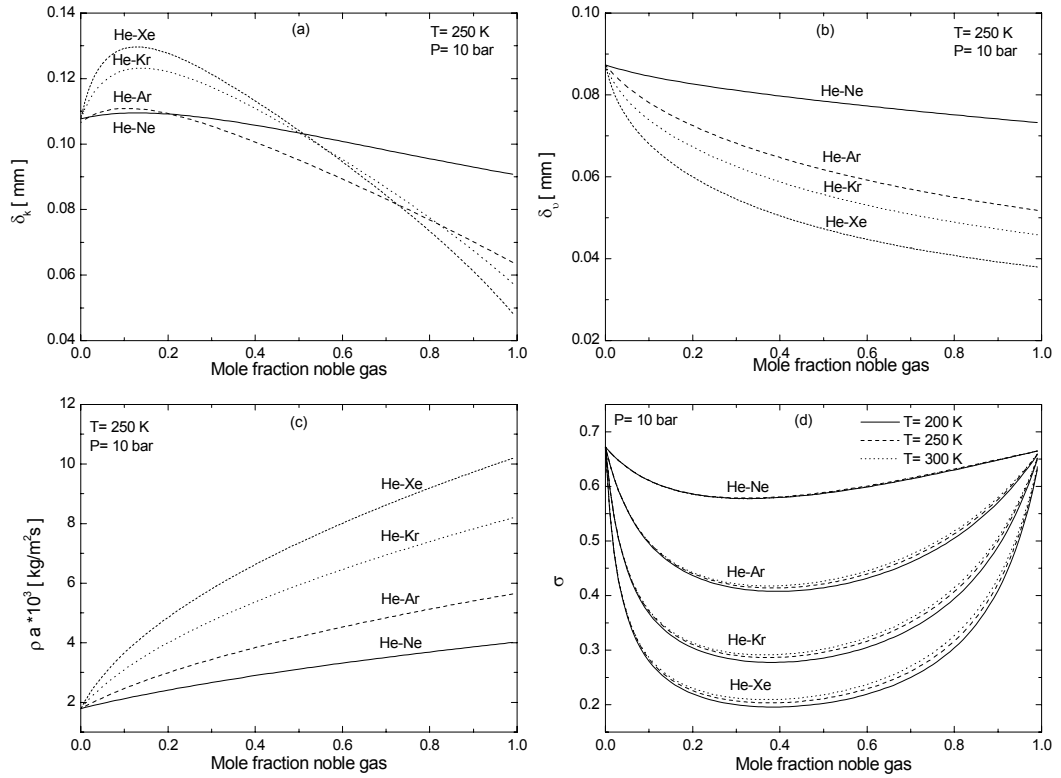 (a)
T= 250 K
P= 10 bar
He-Xe
He-Kr
He-Ar
He-Ne
0.14
0.12
0.10
0.08
0.06
0.04
δk [ mm ]
0.0 0.2 0.4 0.6 0.8 1.0
Mole fraction noble gas
(b)
T= 250 K
P= 10 bar
He-Ne
He-Ar
He-Kr
He-Xe
0.10
0.08
0.06
0.04
0.02
δυ [ mm ]
0.0 0.2 0.4 0.6 0.8 1.0
Mole fraction noble gas
(c)
T= 250 K
P= 10 bar
He-Xe
He-Kr
He-Ar
He-Ne
12
10
8
6
4
2
ρ a *10³ [ kg/m²s ]
0.0 0.2 0.4 0.6 0.8 1.0
Mole fraction noble gas
P= 10 bar
(d)
T= 200 K
T= 250 K
T= 300 K
He-Ne
He-Ar
He-Kr
He-Xe
0.7
0.6
0.5
0.4
0.3
0.2
σ
0.0 0.2 0.4 0.6 0.8 1.0
Mole fraction noble gas